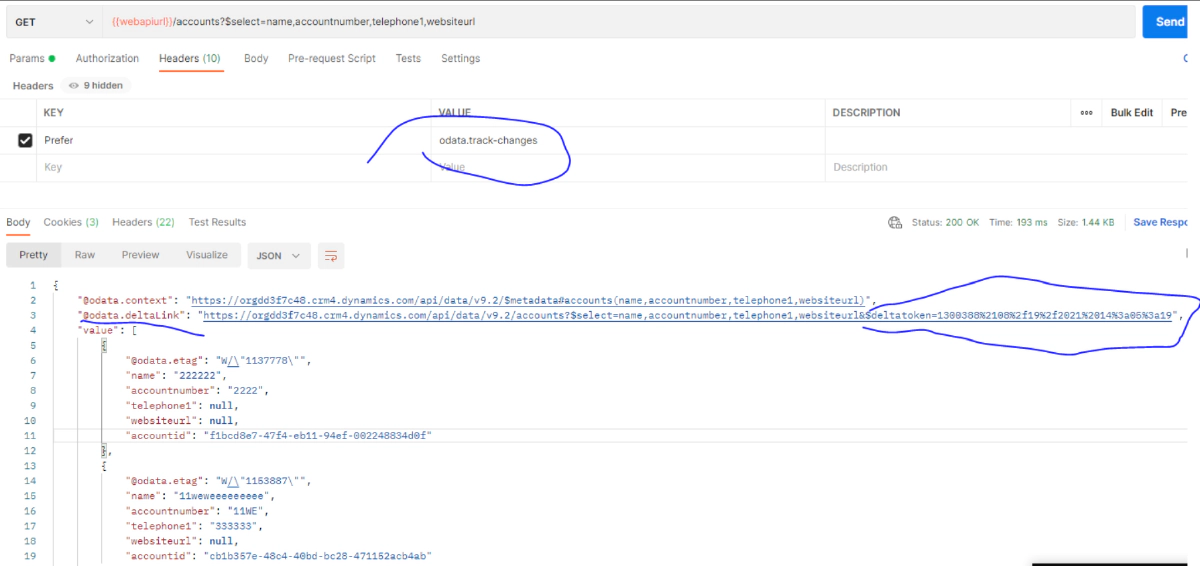 GET {{webapiurl}}/accounts?$select=name,accountnumber,telephone1,websiteurl Send
Params Authorization Headers (10) Body Pre-request Script Tests Settings
Headers 9 hidden
KEY VALUE DESCRIPTION ooo Bulk Edit Pre
Prefer odata.track-changes
Key Value Description
Body Cookies (3) Headers (22) Test Results Status: 200 OK Time: 193 ms Size: 1.44 KB Save Respo
Pretty Raw Preview Visualize JSON
1 {
2 "@odata.context": "https://orgdd3f7c48.crm4.dynamics.com/api/data/v9.2/$metadata#accounts(name,accountnumber,telephone1,websiteurl)",
3 "@odata.deltaLink": "https://orgdd3f7c48.crm4.dynamics.com/api/data/v9.2/accounts?$select=name,accountnumber,telephone1,websiteurl&$deltatoken=1300388%2108%2f19%2f2021%2014%3a05%3a19",
4 "value": [
5 {
6 "@odata.etag": "W/\"1137778\"",
7 "name": "222222",
8 "accountnumber": "2222",
9 "telephone1": null,
10 "websiteurl": null,
11 "accountid": "f1bcd8e7-47f4-eb11-94ef-002248834d0f"
12 },
13 {
14 "@odata.etag": "W/\"1153887\"",
15 "name": "11weweeeeeeeee",
16 "accountnumber": "11WE",
17 "telephone1": "333333",
18 "websiteurl": null,
19 "accountid": "cb1b357e-48c4-40bd-bc28-471152acb4ab"